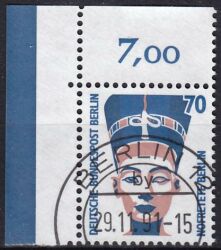 7,00
70
DEUTSCHE BUNDESPOST BERLIN
NOFRETETE BERLIN
BERLIN
29.11.91-15